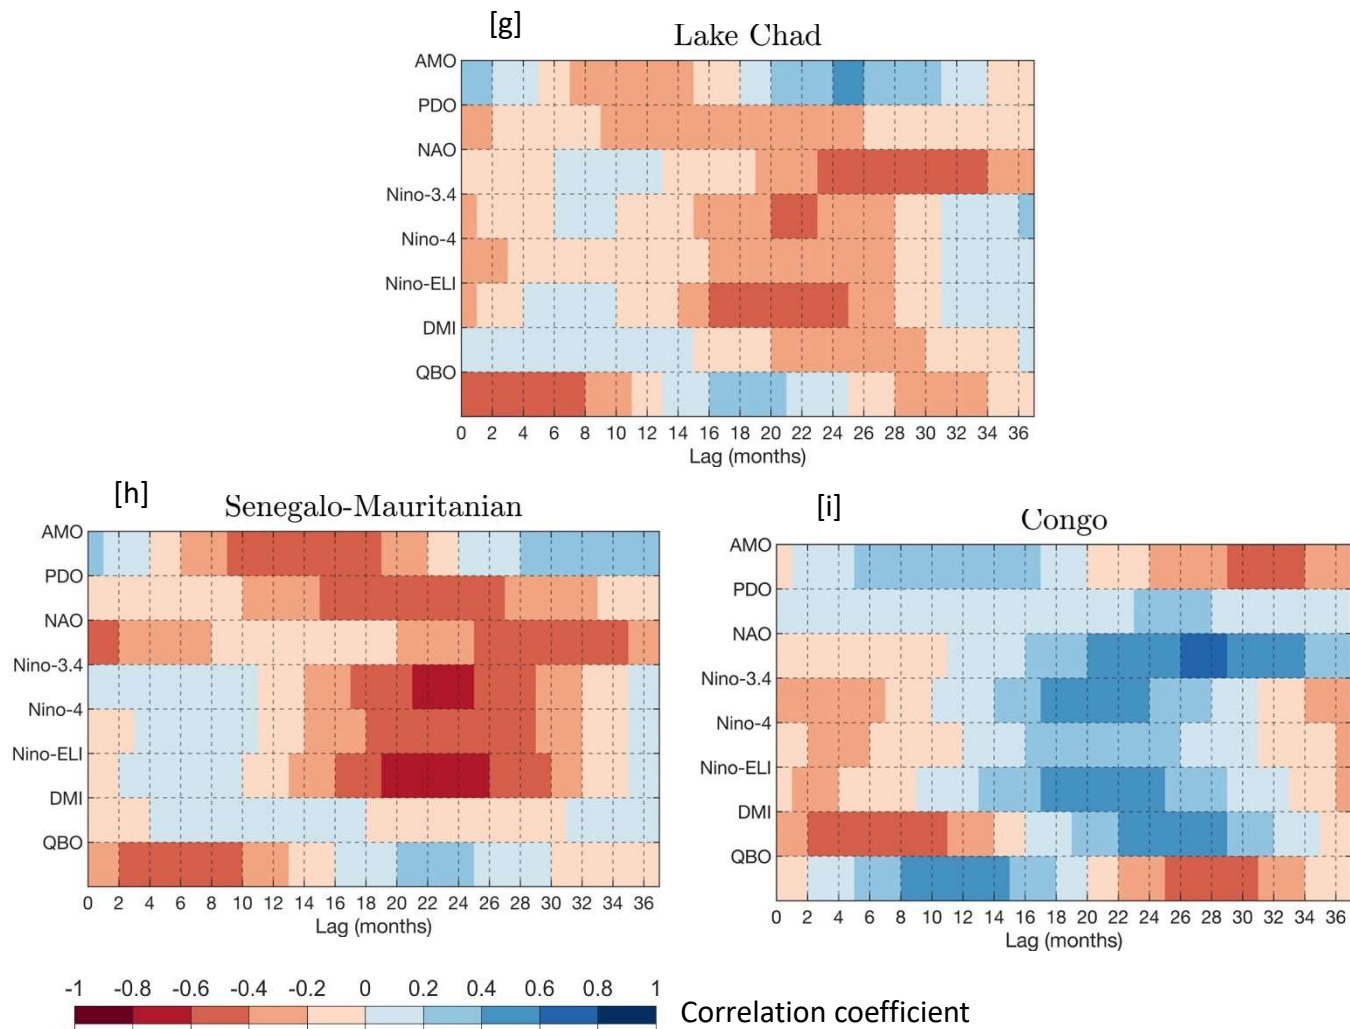 [g]
Lake Chad
AMO
PDO
NAO
Nino-3.4
Nino-4
Nino-ELI
DMI
QBO
0 2 4 6 8 10 12 14 16 18 20 22 24 26 28 30 32 34 36
Lag (months)
[h]
Senegalo-Mauritanian
AMO
PDO
NAO
Nino-3.4
Nino-4
Nino-ELI
DMI
QBO
0 2 4 6 8 10 12 14 16 18 20 22 24 26 28 30 32 34 36
Lag (months)
[i]
Congo
AMO
PDO
NAO
Nino-3.4
Nino-4
Nino-ELI
DMI
QBO
0 2 4 6 8 10 12 14 16 18 20 22 24 26 28 30 32 34 36
Lag (months)
-1 -0.8 -0.6 -0.4 -0.2 0 0.2 0.4 0.6 0.8 1
Correlation coefficient